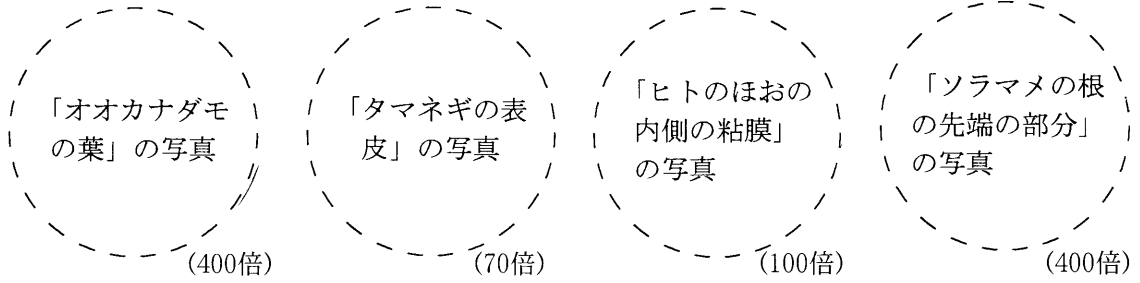 「オオカナダモ
の葉」の写真
(400倍)
「タマネギの表
皮」の写真
(70倍)
「ヒトのほおの
内側の粘膜」
の写真
(100倍)
「ソラマメの根
の先端の部分」
の写真
(400倍)